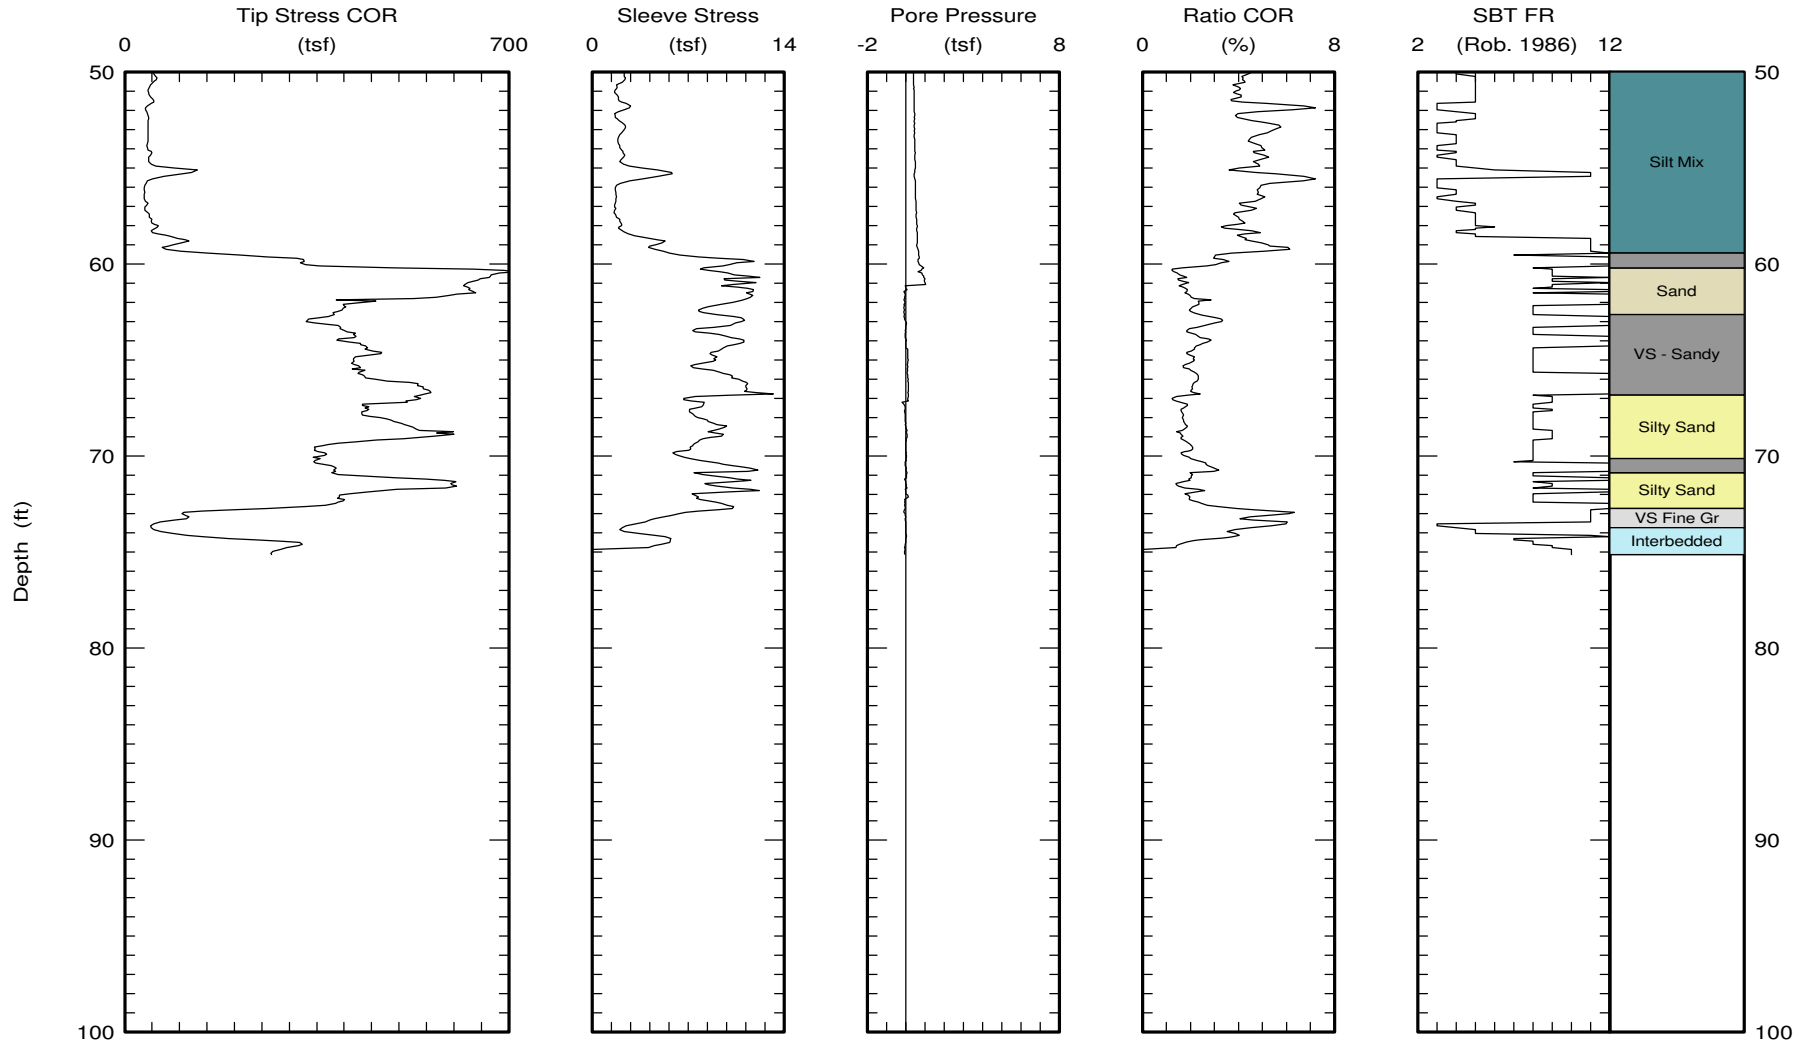 Tip Stress COR Sleeve Stress Pore Pressure Ratio COR SBT FR
0 (tsf) 700 0 (tsf) 14 -2 (tsf) 8 0 (%) 8 2 (Rob. 1986) 12
50 50
Silt Mix
60 60
Sand
VS - Sandy
Silty Sand
70 70
Silty Sand
VS Fine Gr
Interbedded
Depth (ft)
80 80
90 90
100 100